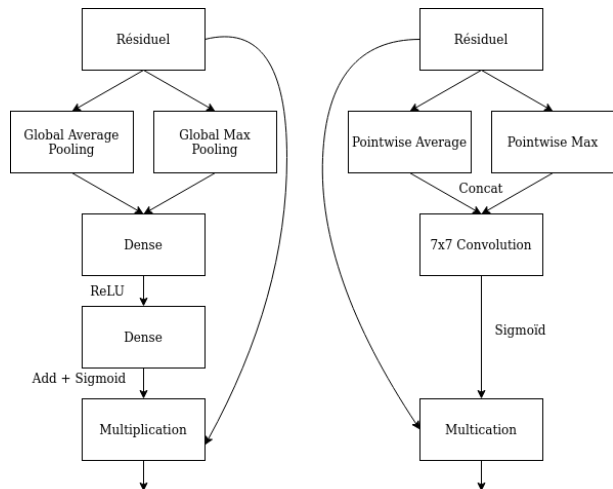 Résiduel
Global Average
Pooling
Global Max
Pooling
Dense
ReLU
Dense
Add + Sigmoid
Multiplication
Résiduel
Pointwise Average
Pointwise Max
Concat
7x7 Convolution
Sigmoïd
Multication